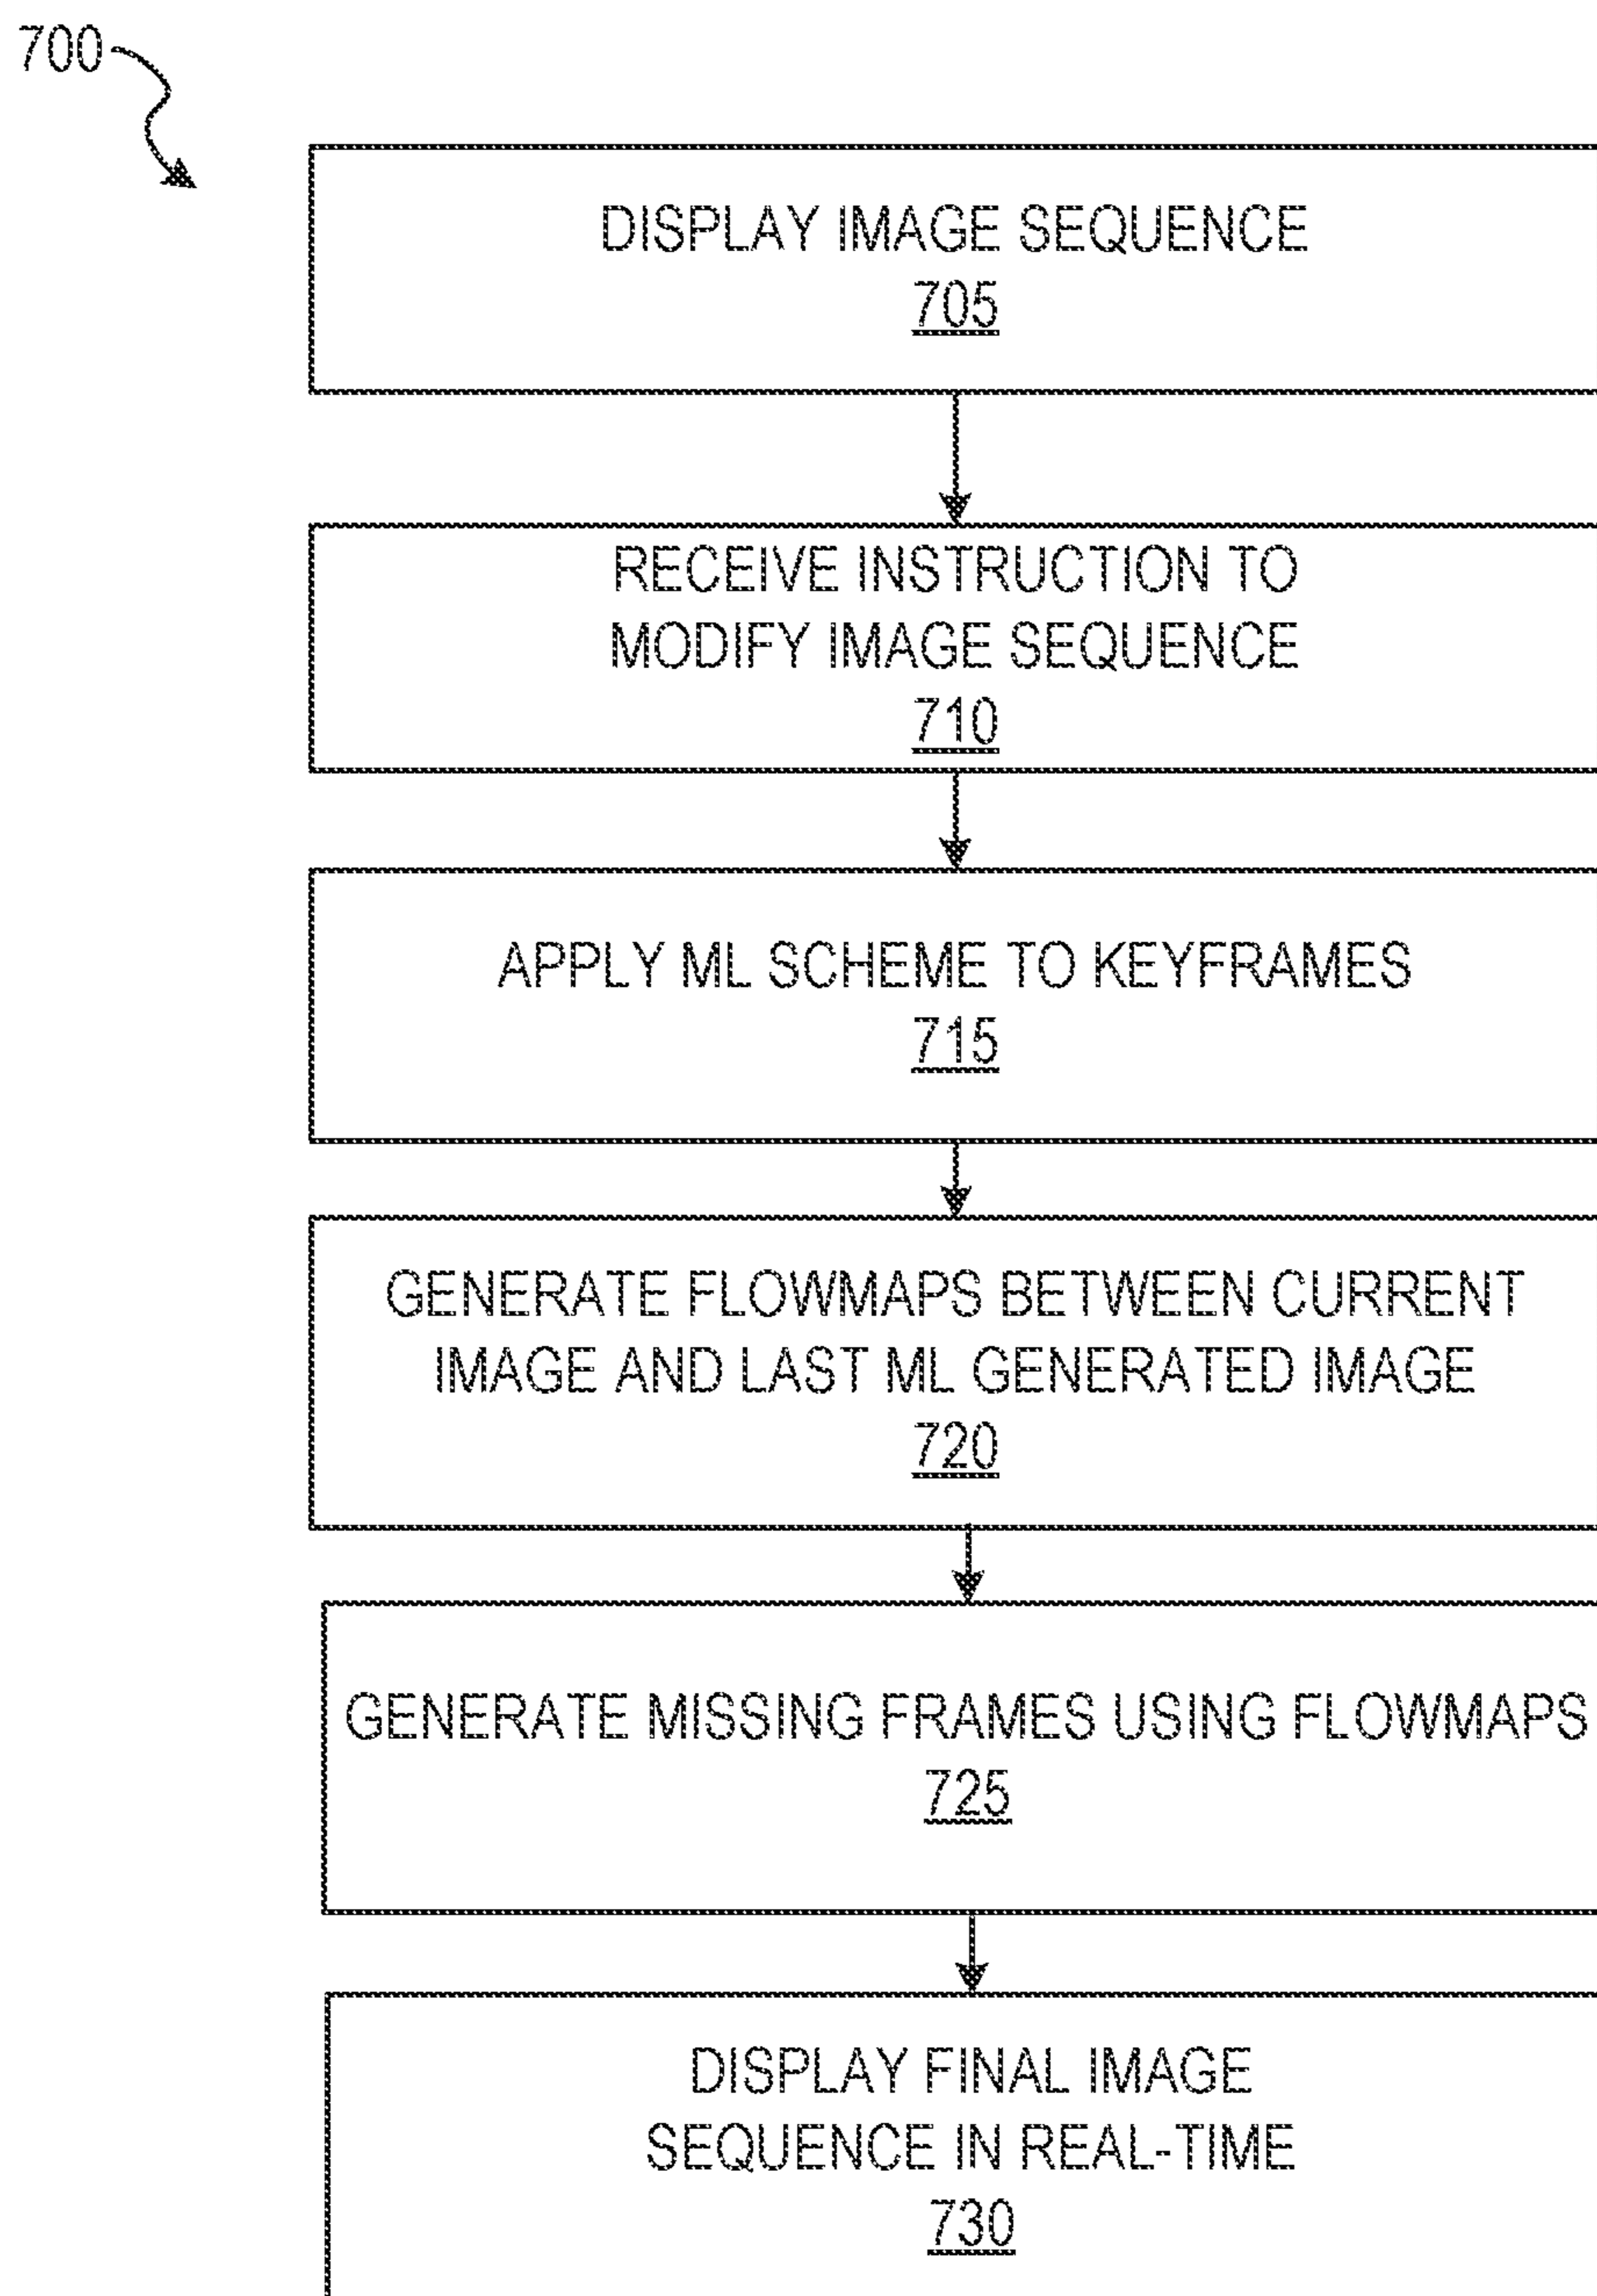 700
DISPLAY IMAGE SEQUENCE
705
RECEIVE INSTRUCTION TO
MODIFY IMAGE SEQUENCE
710
APPLY ML SCHEME TO KEYFRAMES
715
GENERATE FLOWMAPS BETWEEN CURRENT
IMAGE AND LAST ML GENERATED IMAGE
720
GENERATE MISSING FRAMES USING FLOWMAPS
725
DISPLAY FINAL IMAGE
SEQUENCE IN REAL-TIME
730